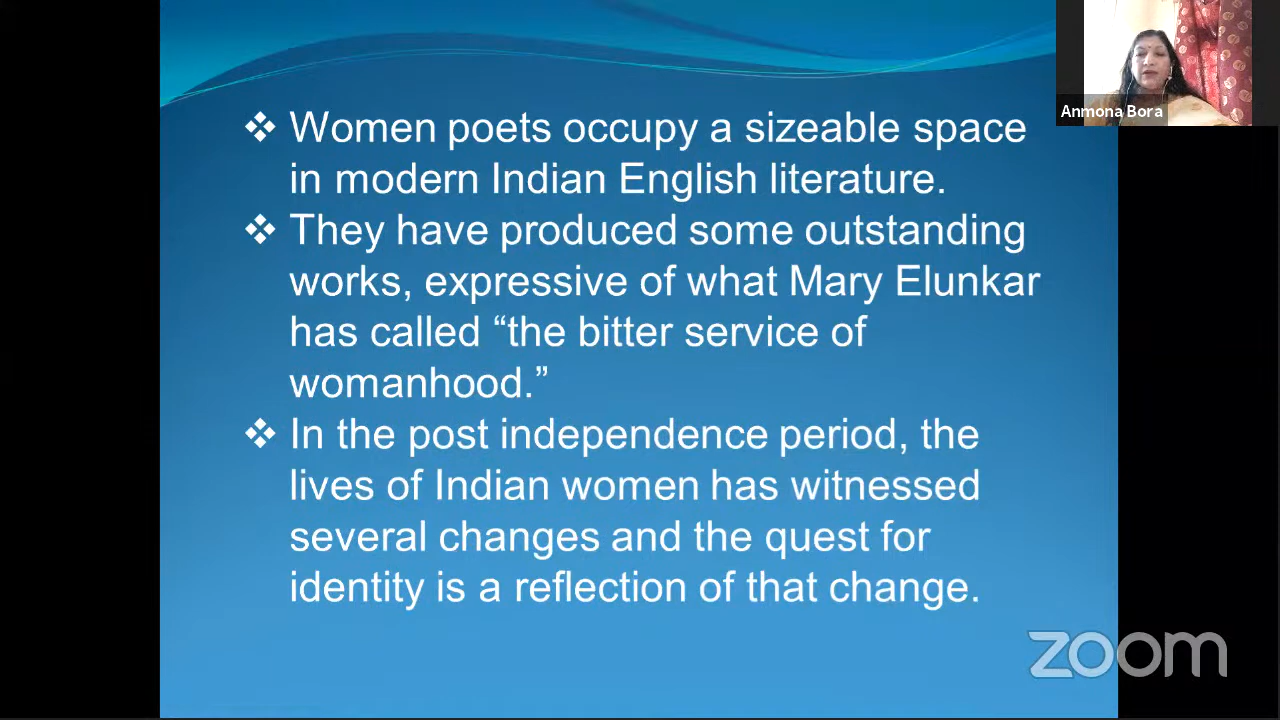 ❖ Women poets occupy a sizeable space
in modern Indian English literature.
❖ They have produced some outstanding
works, expressive of what Mary Elunkar
has called “the bitter service of
womanhood.”
❖ In the post independence period, the
lives of Indian women has witnessed
several changes and the quest for
identity is a reflection of that change.
Anmona Bora
zoom